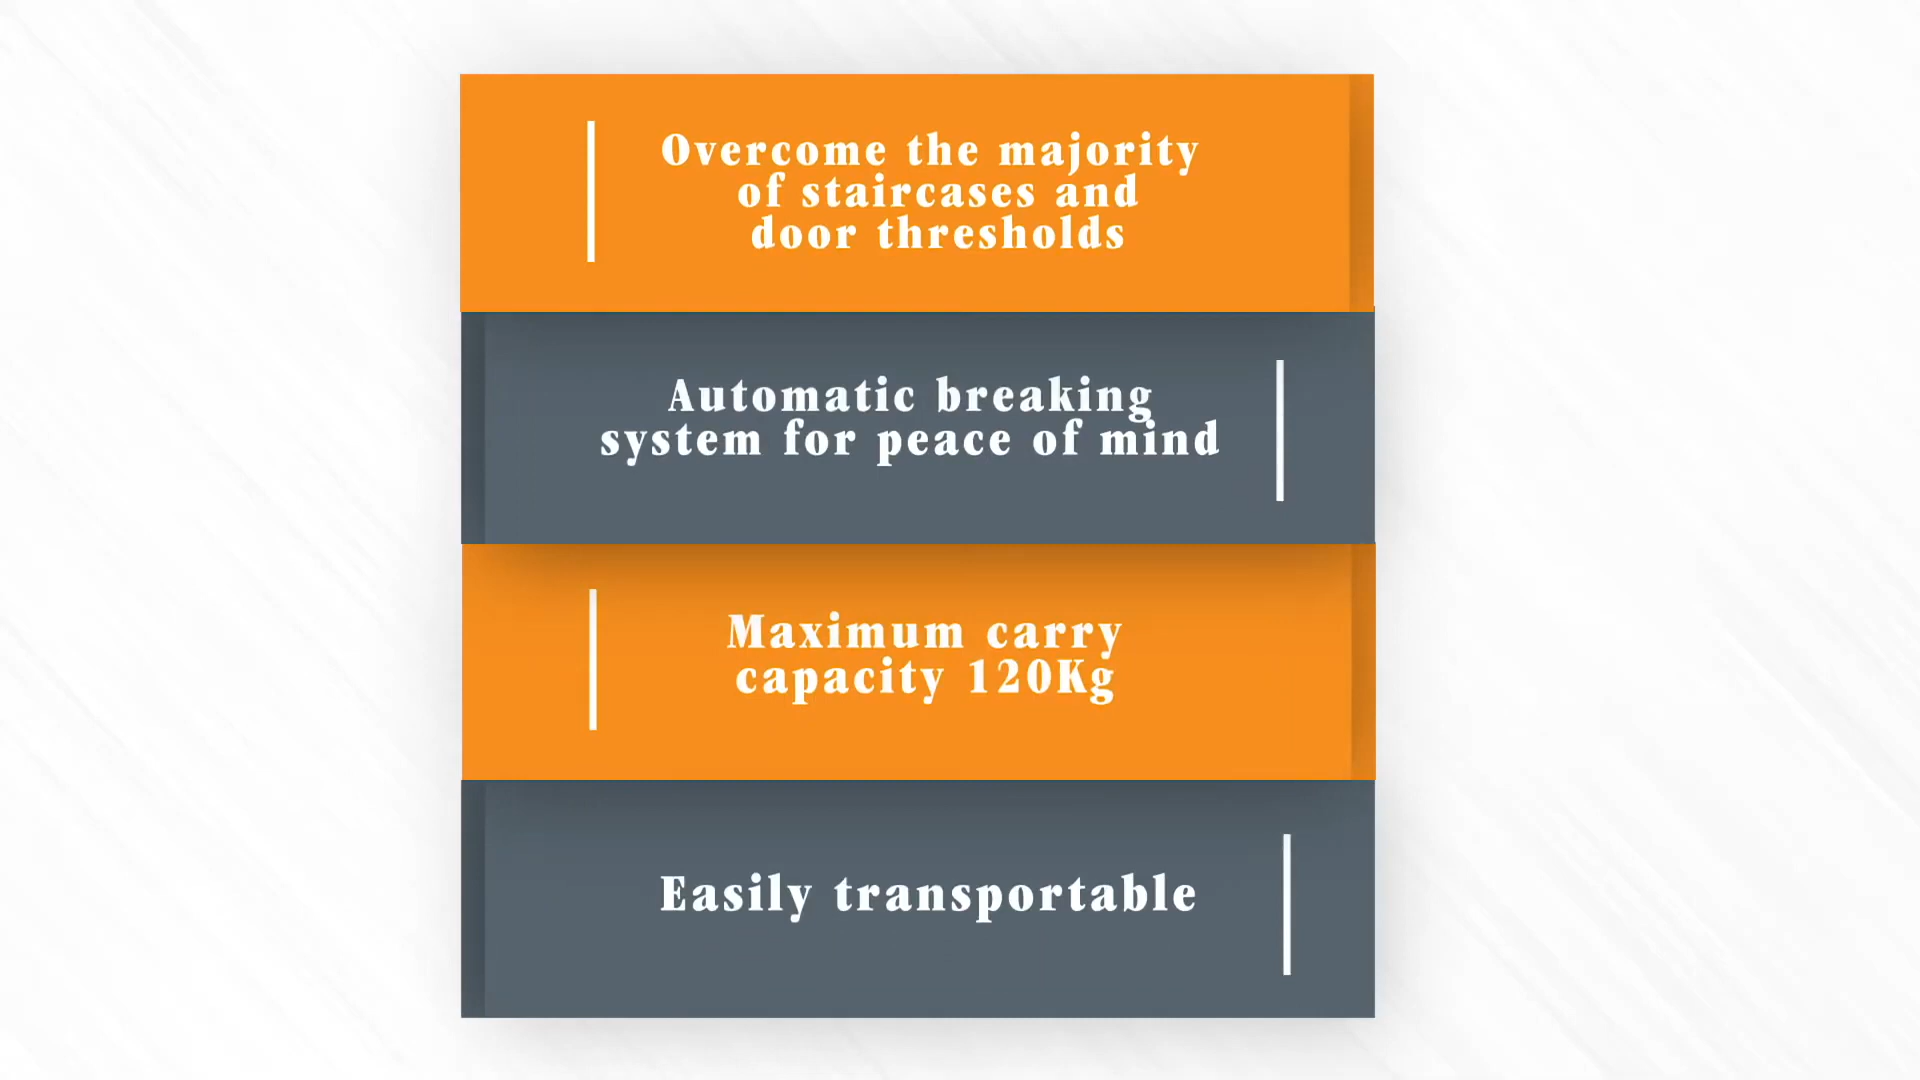 Overcome the majority
of staircases and
door thresholds
Automatic breaking
system for peace of mind
Maximum carry
capacity 120Kg
Easily transportable